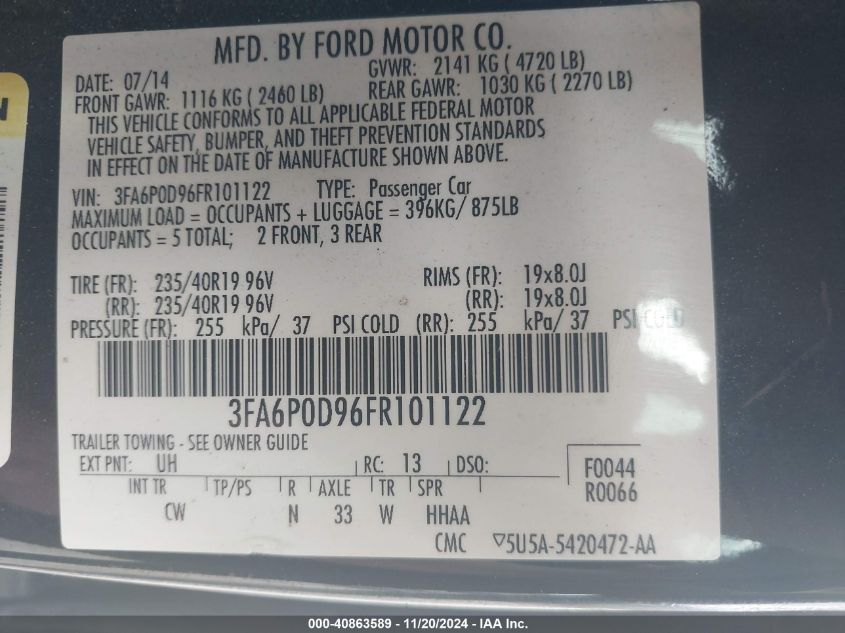 MFD. BY FORD MOTOR CO.
DATE: 07/14 GVWR: 2141 KG ( 4720 LB)
FRONT GAWR: 1116 KG ( 2460 LB) REAR GAWR: 1030 KG ( 2270 LB)
THIS VEHICLE CONFORMS TO ALL APPLICABLE FEDERAL MOTOR
VEHICLE SAFETY, BUMPER, AND THEFT PREVENTION STANDARDS
IN EFFECT ON THE DATE OF MANUFACTURE SHOWN ABOVE.
VIN: 3FA6P0D96FR101122 TYPE: Passenger Car
MAXIMUM LOAD = OCCUPANTS + LUGGAGE = 396KG/ 875LB
OCCUPANTS = 5 TOTAL; 2 FRONT, 3 REAR
TIRE (FR): 235/40R19 96V RIMS (FR): 19x8.0J
(RR): 235/40R19 96V (RR): 19x8.0J
PRESSURE (FR): 255 kPa/ 37 PSI COLD (RR): 255 kPa/ 37 PSI COLD
3FA6P0D96FR101122
TRAILER TOWING - SEE OWNER GUIDE
EXT PNT: UH RC: 13 DSO: F0044
INT TR TP/PS R AXLE TR SPR R0066
CW N 33 W HHAA
CMC 5U5A-5420472-AA
000-40863589 - 11/20/2024 - IAA Inc.